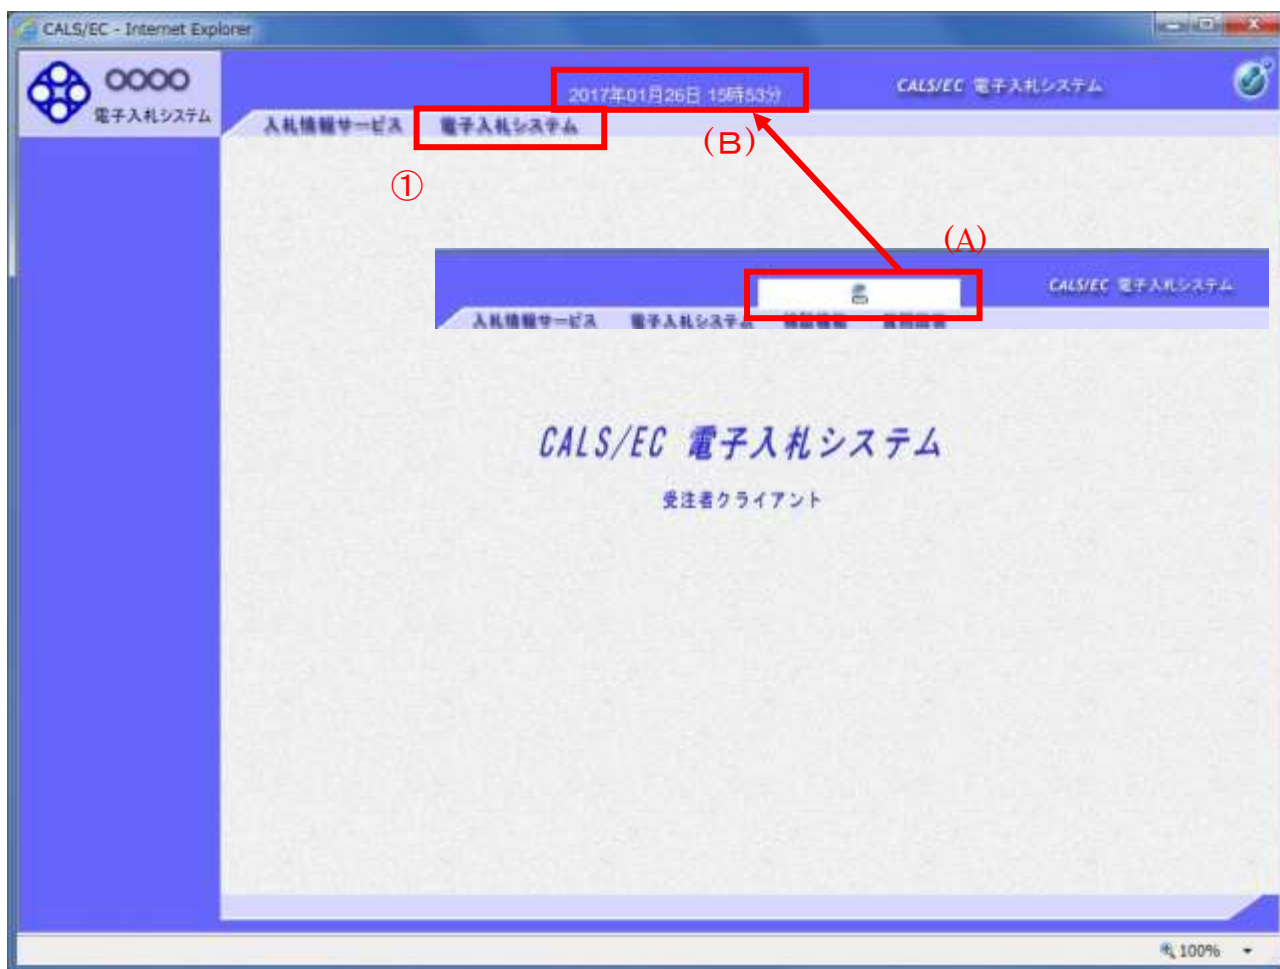 CALS/EC - Internet Explorer
OOOO
電子入札システム
2017年01月26日 15時53分
CALS/EC 電子入札システム
入札情報サービス 電子入札システム
(B)
①
(A)
CALS/EC 電子入札システム
入札情報サービス 電子入札システム
CALS/EC 電子入札システム
受注者クライアント
100%